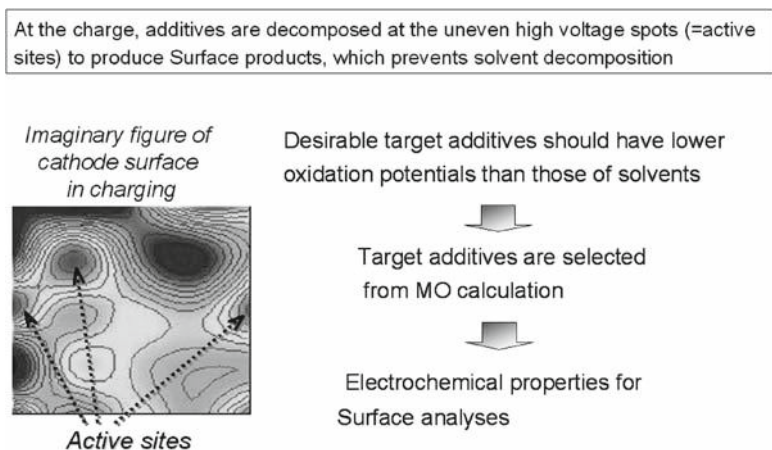 At the charge, additives are decomposed at the uneven high voltage spots (=active
sites) to produce Surface products, which prevents solvent decomposition
Imaginary figure of
cathode surface
in charging
Active sites
Desirable target additives should have lower
oxidation potentials than those of solvents
Target additives are selected
from MO calculation
Electrochemical properties for
Surface analyses